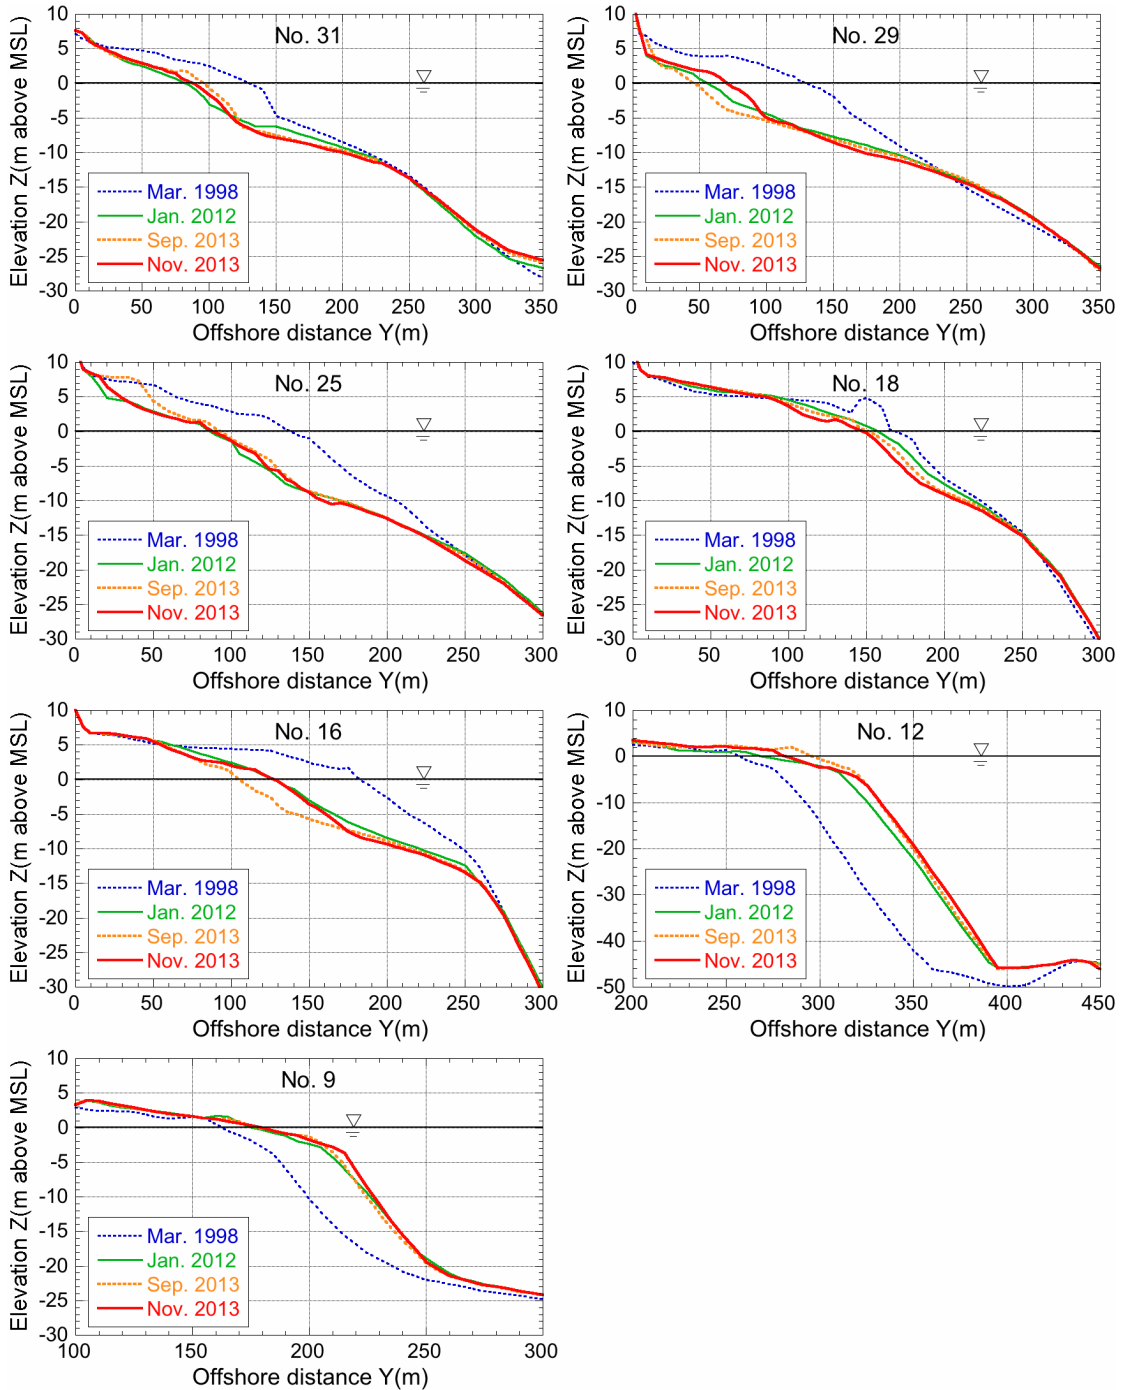 No. 31
Elevation Z(m above MSL)
10
5
0
-5
-10
-15
-20
-25
-30
Mar. 1998
Jan. 2012
Sep. 2013
Nov. 2013
0 50 100 150 200 250 300 350
Offshore distance Y(m)
No. 29
Elevation Z(m above MSL)
10
5
0
-5
-10
-15
-20
-25
-30
Mar. 1998
Jan. 2012
Sep. 2013
Nov. 2013
0 50 100 150 200 250 300 350
Offshore distance Y(m)
No. 25
Elevation Z(m above MSL)
10
5
0
-5
-10
-15
-20
-25
-30
Mar. 1998
Jan. 2012
Sep. 2013
Nov. 2013
0 50 100 150 200 250 300
Offshore distance Y(m)
No. 18
Elevation Z(m above MSL)
10
5
0
-5
-10
-15
-20
-25
-30
Mar. 1998
Jan. 2012
Sep. 2013
Nov. 2013
0 50 100 150 200 250 300
Offshore distance Y(m)
No. 16
Elevation Z(m above MSL)
10
5
0
-5
-10
-15
-20
-25
-30
Mar. 1998
Jan. 2012
Sep. 2013
Nov. 2013
0 50 100 150 200 250 300
Offshore distance Y(m)
No. 12
Elevation Z(m above MSL)
10
0
-10
-20
-30
-40
-50
Mar. 1998
Jan. 2012
Sep. 2013
Nov. 2013
200 250 300 350 400 450
Offshore distance Y(m)
No. 9
Elevation Z(m above MSL)
10
5
0
-5
-10
-15
-20
-25
-30
Mar. 1998
Jan. 2012
Sep. 2013
Nov. 2013
100 150 200 250 300
Offshore distance Y(m)